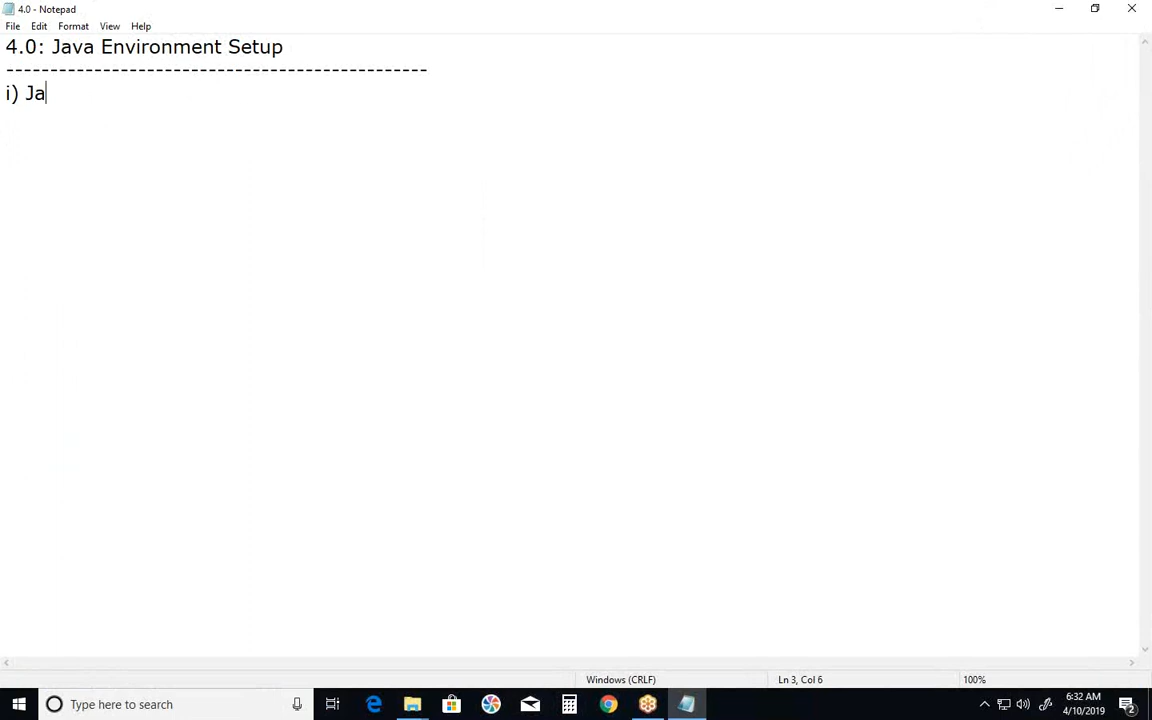 4.0 - Notepad
File Edit Format View Help
4.0: Java Environment Setup
------------------------------------------------
i) Ja
Windows (CRLF) Ln 3, Col 6 100%
Type here to search
6:32 AM
4/10/2019
2